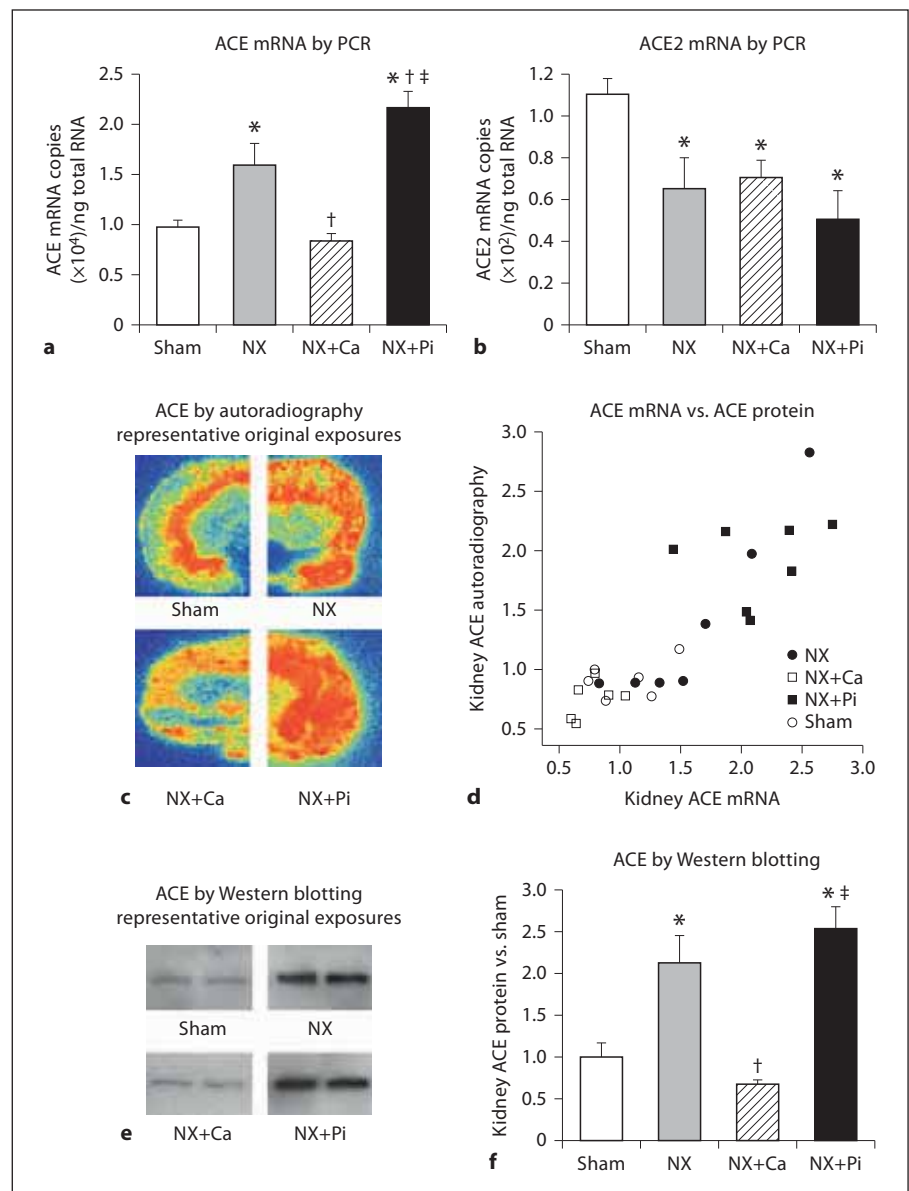 ACE mRNA by PCR
ACE mRNA copies
(×10⁴)/ng total RNA
2.5
2.0
1.5
1.0
0.5
0
*
†
* † ‡
Sham
NX
NX+Ca
NX+Pi
a
ACE2 mRNA by PCR
ACE2 mRNA copies
(×10²)/ng total RNA
1.2
1.0
0.8
0.6
0.4
0.2
0
*
*
*
Sham
NX
NX+Ca
NX+Pi
b
ACE by autoradiography
representative original exposures
Sham
NX
NX+Ca
NX+Pi
c
ACE mRNA vs. ACE protein
Kidney ACE autoradiography
3.0
2.5
2.0
1.5
1.0
0.5
NX
NX+Ca
NX+Pi
Sham
0.5
1.0
1.5
2.0
2.5
3.0
Kidney ACE mRNA
d
ACE by Western blotting
representative original exposures
Sham
NX
NX+Ca
NX+Pi
e
ACE by Western blotting
Kidney ACE protein vs. sham
3.0
2.5
2.0
1.5
1.0
0.5
0
*
†
* ‡
Sham
NX
NX+Ca
NX+Pi
f